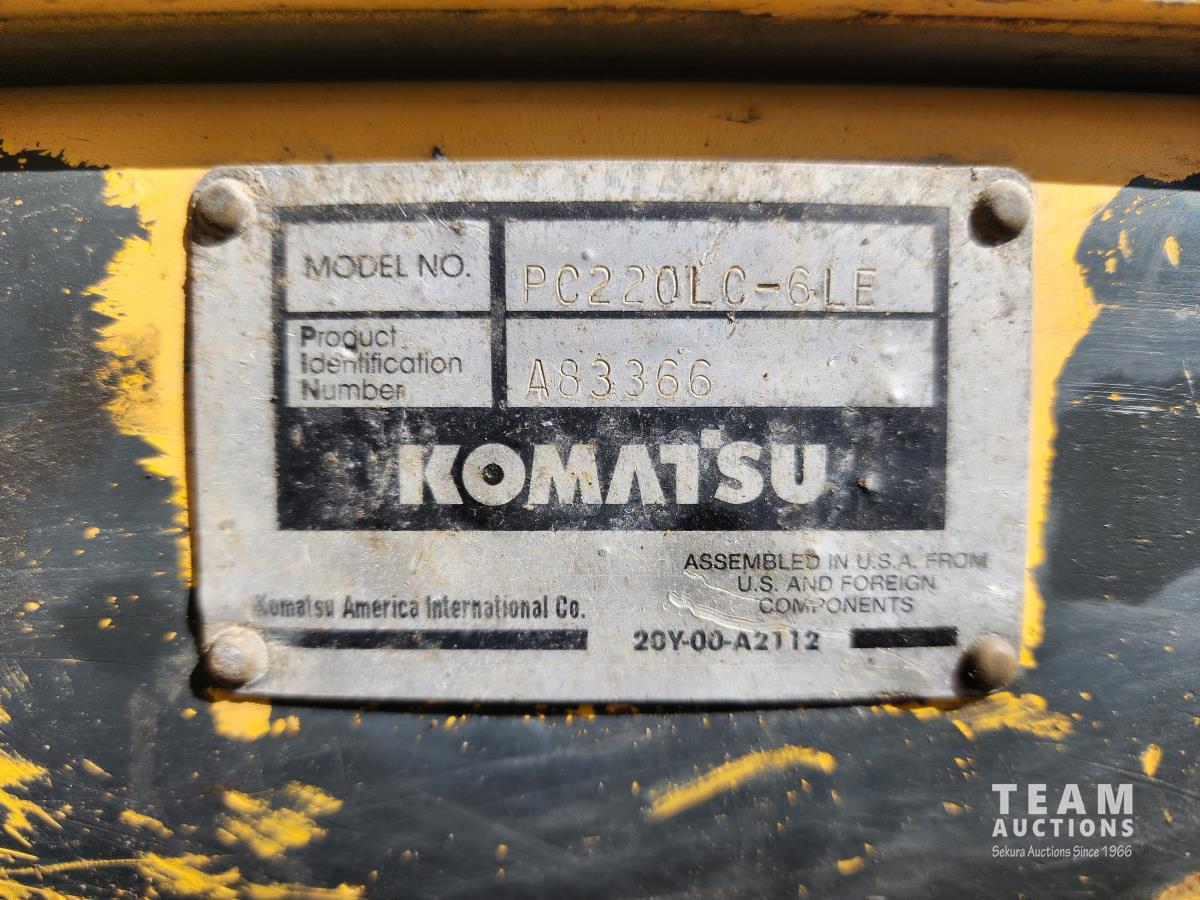 MODEL NO.
PC220LC-6LE
Product
Identification
Number
A83366
KOMATSU
ASSEMBLED IN U.S.A. FROM
U.S. AND FOREIGN
COMPONENTS
Komatsu America International Co.
20Y-00-A2112
TEAM
AUCTIONS
Sekura Auctions Since 1966